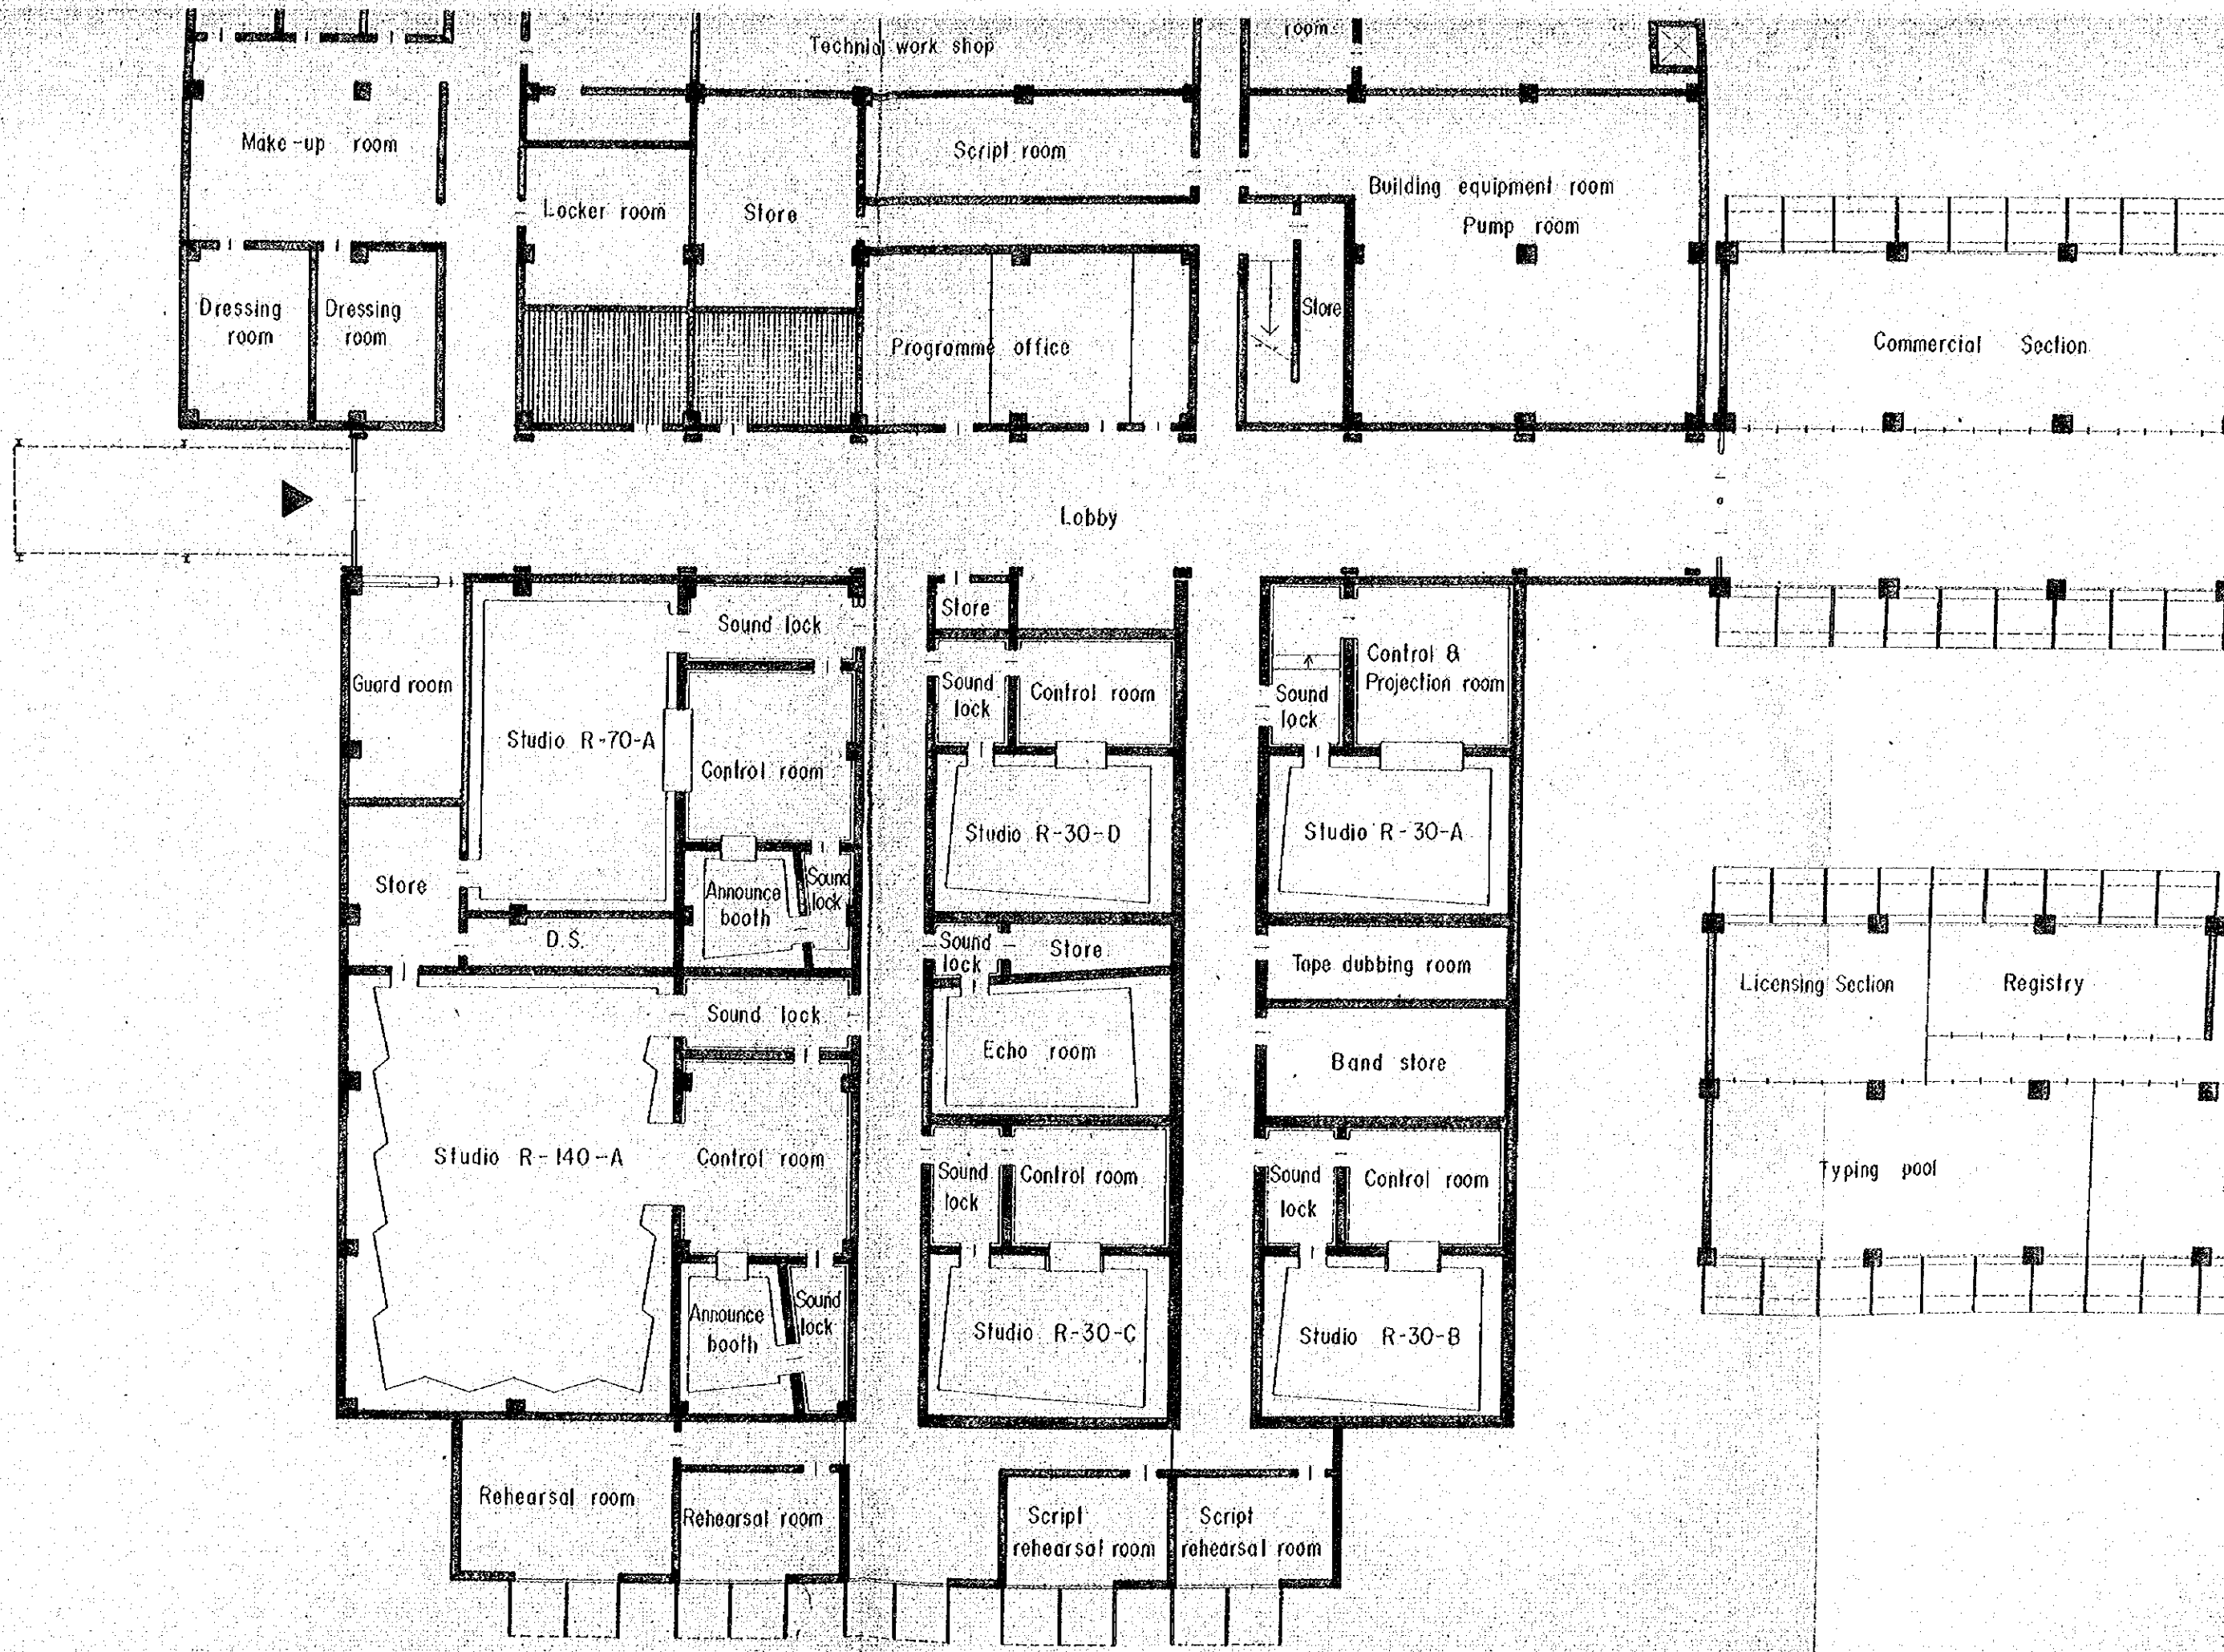 Technial work shop
room
Make-up room
Script room
Building equipment room
Pump room
Locker room
Store
Dressing
room
Dressing
room
Store
Programme office
Commercial Section
Lobby
Store
Sound lock
Guard room
Sound
lock
Control room
Control &
Projection room
Sound
lock
Studio R-70-A
Control room
Studio R-30-D
Studio R-30-A
Store
Announce
booth
Sound
lock
D.S.
Sound
lock
Store
Tape dubbing room
Licensing Section
Registry
Sound lock
Echo room
Band store
Studio R-140-A
Control room
Sound
lock
Control room
Sound
lock
Control room
Typing pool
Announce
booth
Sound
lock
Studio R-30-C
Studio R-30-B
Rehearsal room
Rehearsal room
Script
rehearsal room
Script
rehearsal room